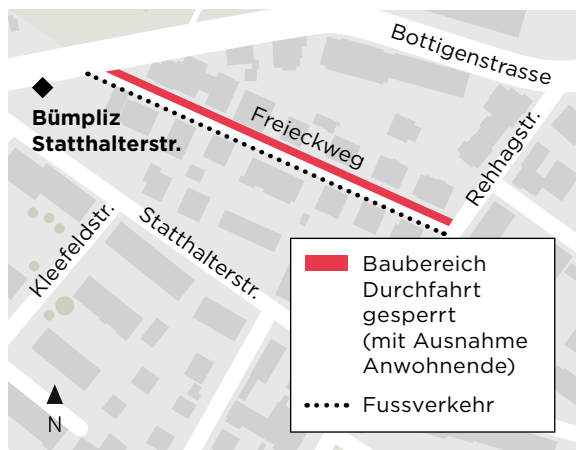 Bottigenstrasse
Bümpliz
Statthalterstr.
Freieckweg
Rehhagstr.
Kleefeldstr.
Statthalterstr.
Baubereich
Durchfahrt
gesperrt
(mit Ausnahme
Anwohnende)
Fussverkehr
N